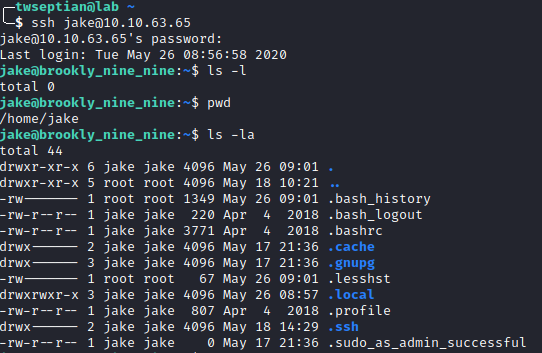 twseptian@lab ~
$ ssh jake@10.10.63.65
jake@10.10.63.65's password:
Last login: Tue May 26 08:56:58 2020
jake@brookly_nine_nine:~$ ls -l
total 0
jake@brookly_nine_nine:~$ pwd
/home/jake
jake@brookly_nine_nine:~$ ls -la
total 44
drwxr-xr-x 6 jake jake 4096 May 26 09:01 .
drwxr-xr-x 5 root root 4096 May 18 10:21 ..
-rw------- 1 root root 1349 May 26 09:01 .bash_history
-rw-r--r-- 1 jake jake  220 Apr  4  2018 .bash_logout
-rw-r--r-- 1 jake jake 3771 Apr  4  2018 .bashrc
drwx------ 2 jake jake 4096 May 17 21:36 .cache
drwx------ 3 jake jake 4096 May 17 21:36 .gnupg
-rw------- 1 root root   67 May 26 09:01 .lesshst
drwxrwxr-x 3 jake jake 4096 May 26 08:57 .local
-rw-r--r-- 1 jake jake  807 Apr  4  2018 .profile
drwx------ 2 jake jake 4096 May 18 14:29 .ssh
-rw-r--r-- 1 jake jake    0 May 17 21:36 .sudo_as_admin_successful